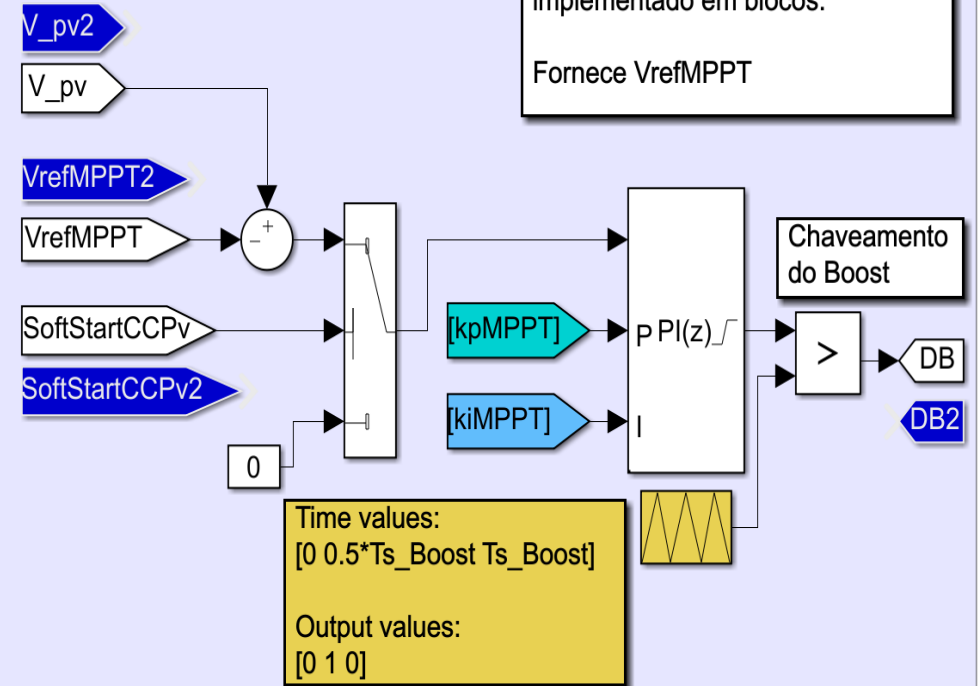 implementado em blocos.
Fornece VrefMPPT
V_pv2
V_pv
VrefMPPT2
VrefMPPT
SoftStartCCPv
SoftStartCCPv2
0
[kpMPPT]
[kiMPPT]
P PI(z)
I
Chaveamento
do Boost
>
DB
DB2
Time values:
[0 0.5*Ts_Boost Ts_Boost]
Output values:
[0 1 0]